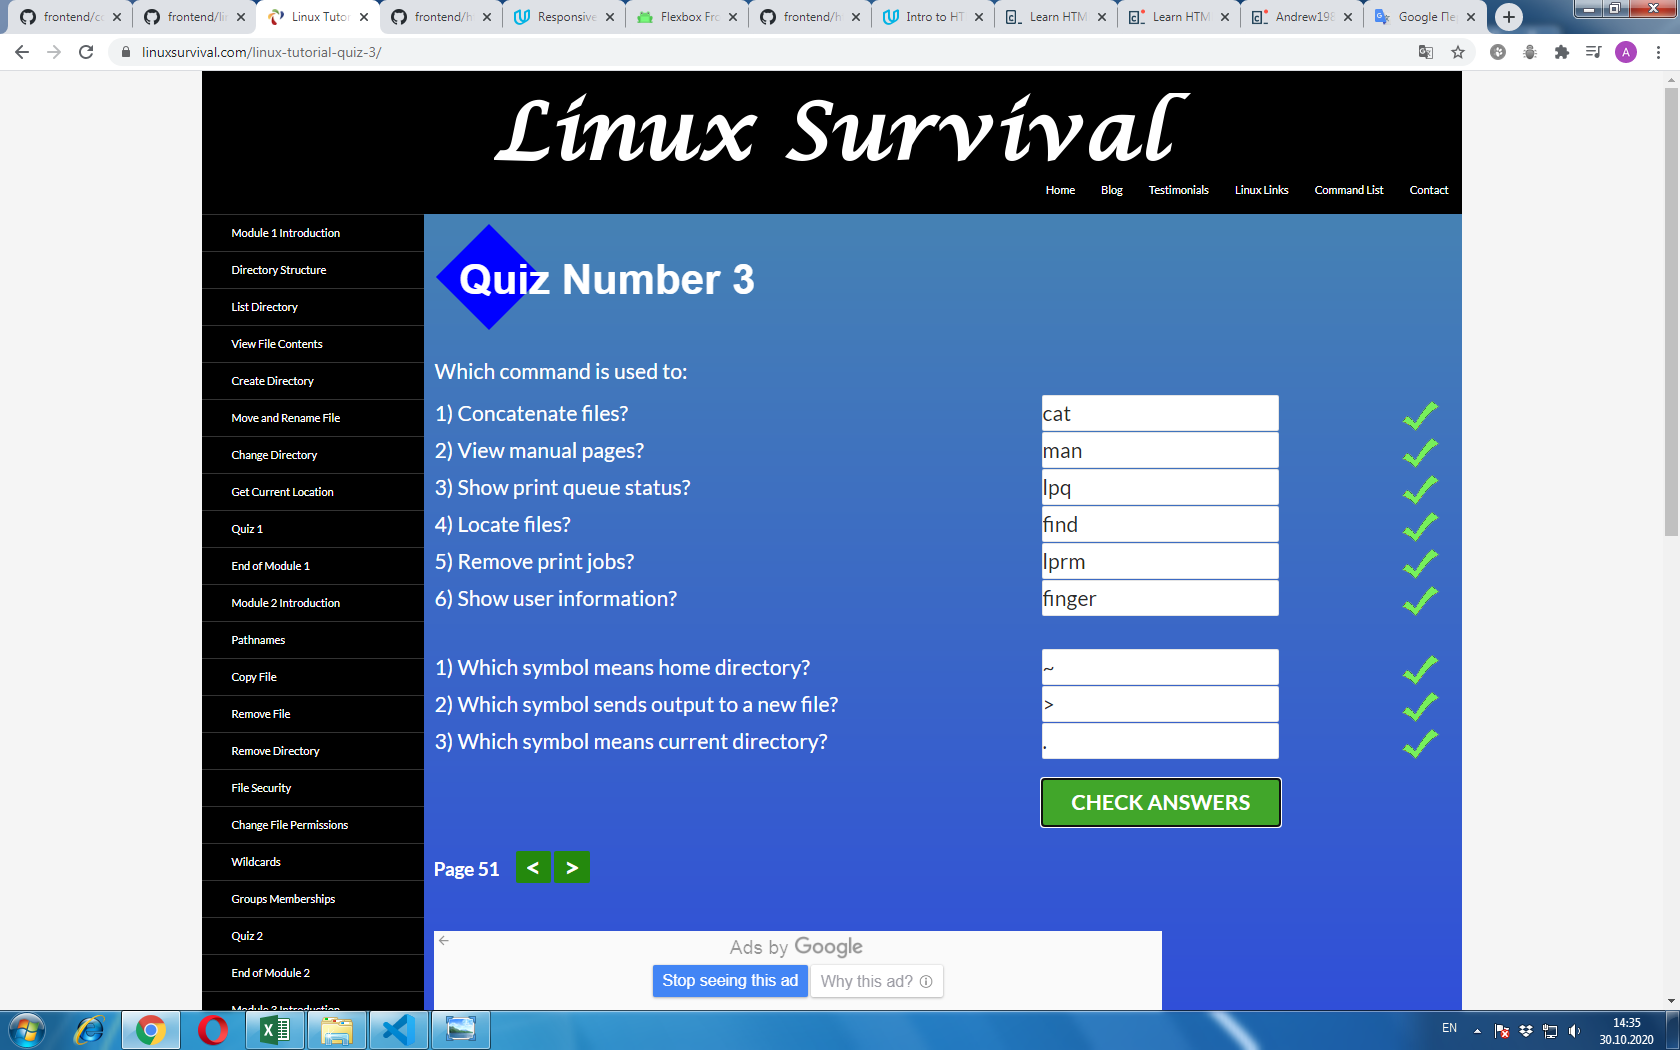 frontend/co
frontend/lin
Linux Tutor
frontend/h
Responsive
Flexbox Fro
frontend/h
Intro to HT
Learn HTM
Learn HTM
Andrew198
Google Пер
linuxsurvival.com/linux-tutorial-quiz-3/
A
Linux Survival
Home Blog Testimonials Linux Links Command List Contact
Module 1 Introduction
Directory Structure
List Directory
View File Contents
Create Directory
Move and Rename File
Change Directory
Get Current Location
Quiz 1
End of Module 1
Module 2 Introduction
Pathnames
Copy File
Remove File
Remove Directory
File Security
Change File Permissions
Wildcards
Groups Memberships
Quiz 2
End of Module 2
Module 3 Introduction
Quiz Number 3
Which command is used to:
1) Concatenate files? cat
2) View manual pages? man
3) Show print queue status? lpq
4) Locate files? find
5) Remove print jobs? lprm
6) Show user information? finger
1) Which symbol means home directory? ~
2) Which symbol sends output to a new file? >
3) Which symbol means current directory? .
CHECK ANSWERS
Page 51 < >
Ads by Google
Stop seeing this ad Why this ad?
EN
14:35
30.10.2020